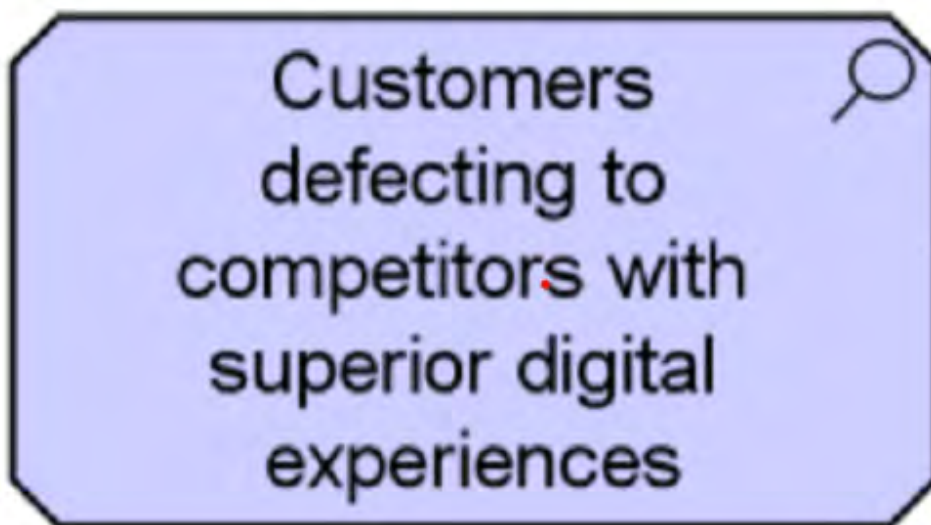 Customers
defecting to
competitors with
superior digital
experiences